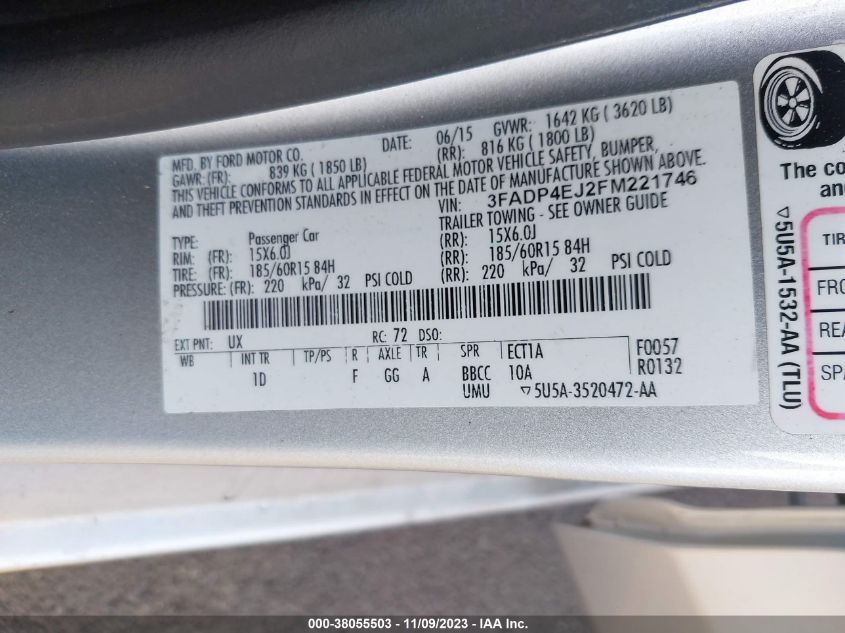 MFD. BY FORD MOTOR CO. DATE: 06/15 GVWR: 1642 KG ( 3620 LB)
GAWR: (FR): 839 KG ( 1850 LB) (RR): 816 KG ( 1800 LB)
THIS VEHICLE CONFORMS TO ALL APPLICABLE FEDERAL MOTOR VEHICLE SAFETY, BUMPER,
AND THEFT PREVENTION STANDARDS IN EFFECT ON THE DATE OF MANUFACTURE SHOWN ABOVE.
VIN: 3FADP4EJ2FM221746
TRAILER TOWING - SEE OWNER GUIDE
TYPE: Passenger Car
RIM: (FR): 15X6.0J (RR): 15X6.0J
TIRE: (FR): 185/60R15 84H (RR): 185/60R15 84H
PRESSURE: (FR): 220 kPa/ 32 PSI COLD (RR): 220 kPa/ 32 PSI COLD
EXT PNT: UX RC: 72 DSO:
WB INT TR TP/PS R AXLE TR SPR ECT1A F0057
1D F GG A BBCC 10A R0132
UMU ▽5U5A-3520472-AA
The co
an
▽5U5A-1532-AA (TLU)
TIR
FRO
REA
SPA
000-38055503 - 11/09/2023 - IAA Inc.